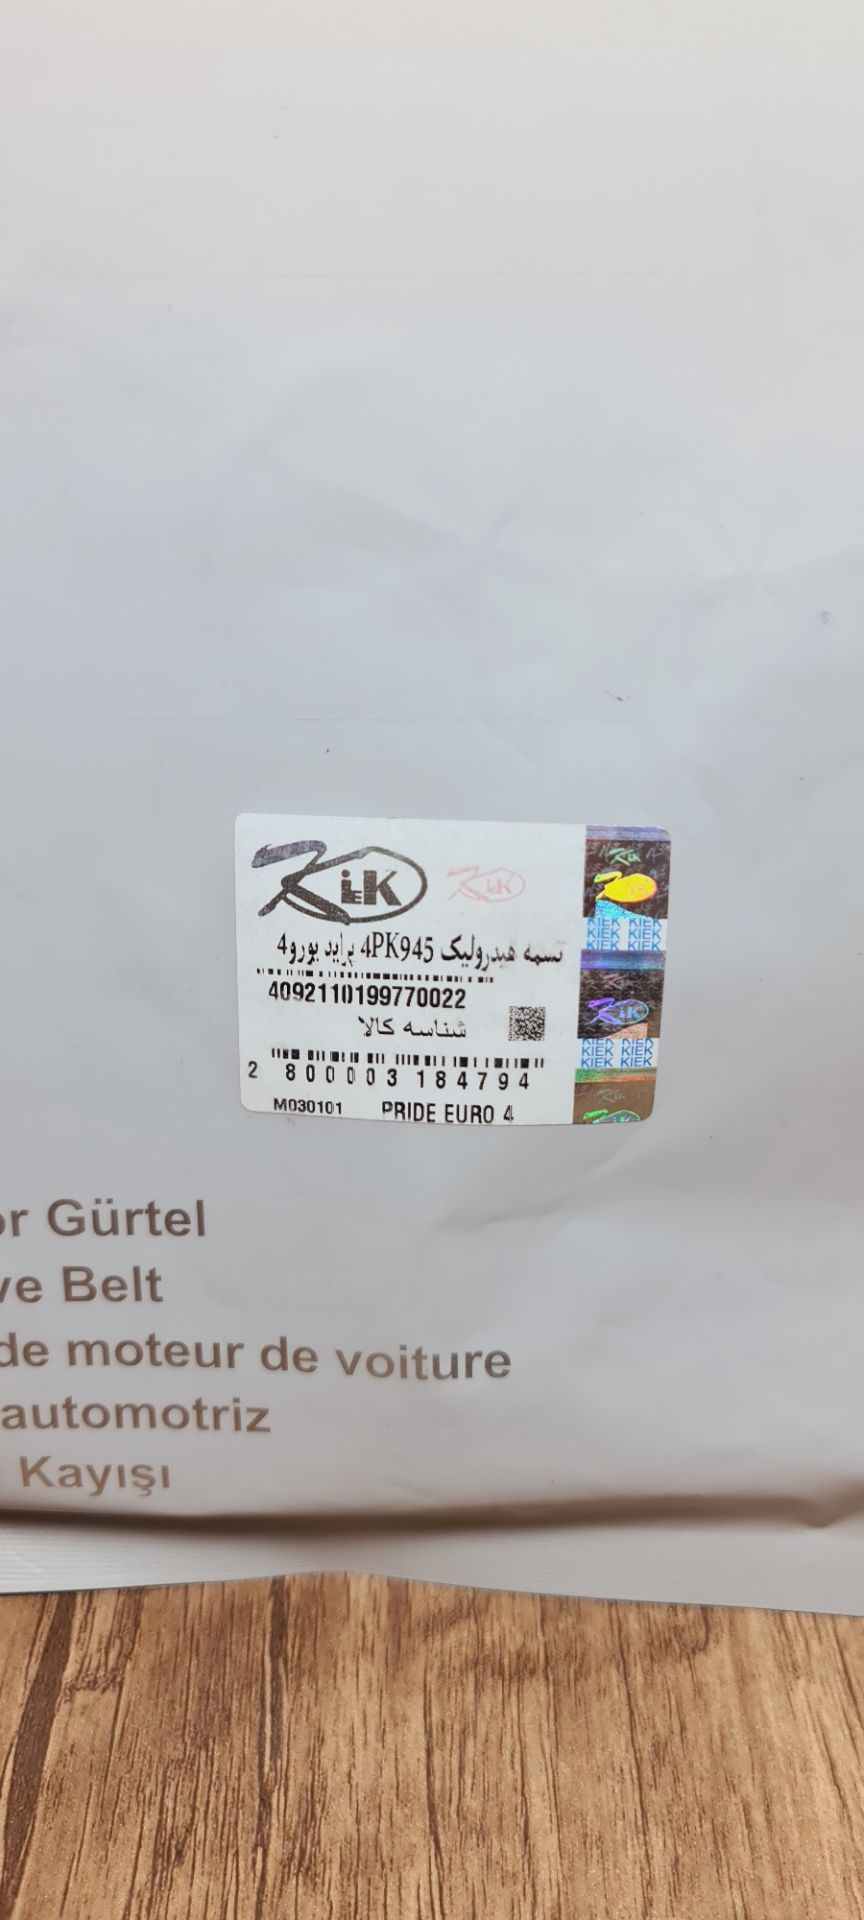 KiEK
تسمه هیدرولیک 4PK945 پراید یورو4
4092110199770022
شناسه کالا
2 800003 184794
M030101 PRIDE EURO 4
KIEK KIEK
KIEK KIEK
KIEK KIEK
KIEK KIEK
KIEK KIEK
KIEK KIEK
or Gürtel
ve Belt
de moteur de voiture
automotriz
Kayışı